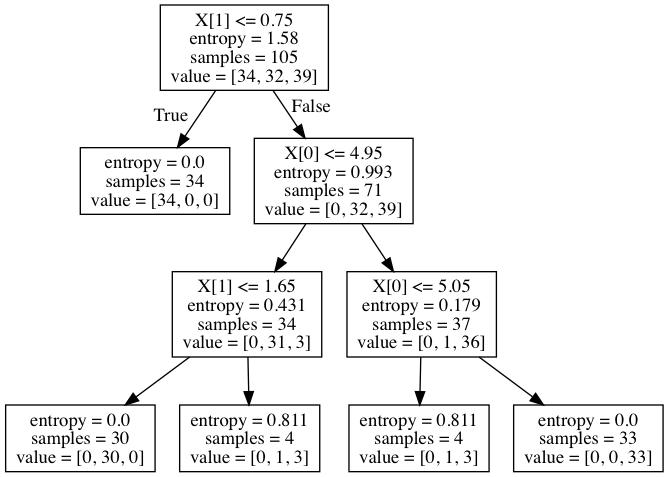 X[1] <= 0.75
entropy = 1.58
samples = 105
value = [34, 32, 39]
True
False
entropy = 0.0
samples = 34
value = [34, 0, 0]
X[0] <= 4.95
entropy = 0.993
samples = 71
value = [0, 32, 39]
X[1] <= 1.65
entropy = 0.431
samples = 34
value = [0, 31, 3]
X[0] <= 5.05
entropy = 0.179
samples = 37
value = [0, 1, 36]
entropy = 0.0
samples = 30
value = [0, 30, 0]
entropy = 0.811
samples = 4
value = [0, 1, 3]
entropy = 0.811
samples = 4
value = [0, 1, 3]
entropy = 0.0
samples = 33
value = [0, 0, 33]